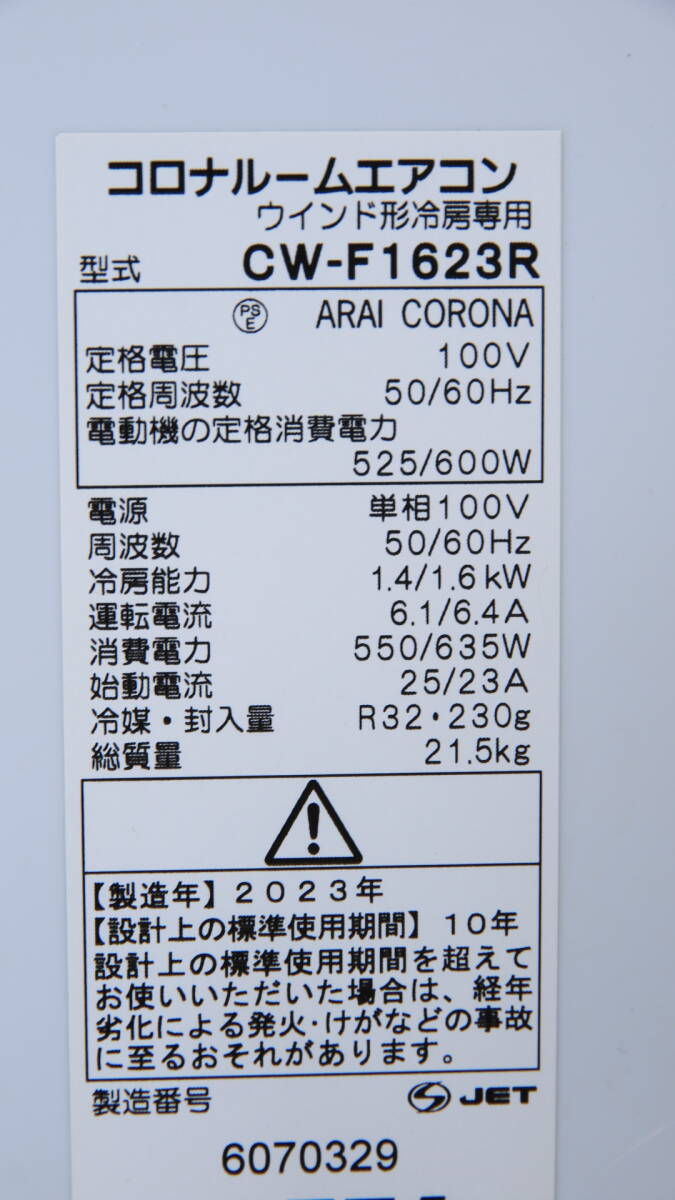 コロナルームエアコン
ウインド形冷房専用
型式 CW-F1623R
PS E ARAI CORONA
定格電圧 100V
定格周波数 50/60Hz
電動機の定格消費電力
525/600W
電源 単相100V
周波数 50/60Hz
冷房能力 1.4/1.6kW
運転電流 6.1/6.4A
消費電力 550/635W
始動電流 25/23A
冷媒・封入量 R32・230g
総質量 21.5kg
【製造年】２０２３年
【設計上の標準使用期間】10年
設計上の標準使用期間を超えて
お使いいただいた場合は、経年
劣化による発火・けがなどの事故
に至るおそれがあります。
製造番号 JET
6070329